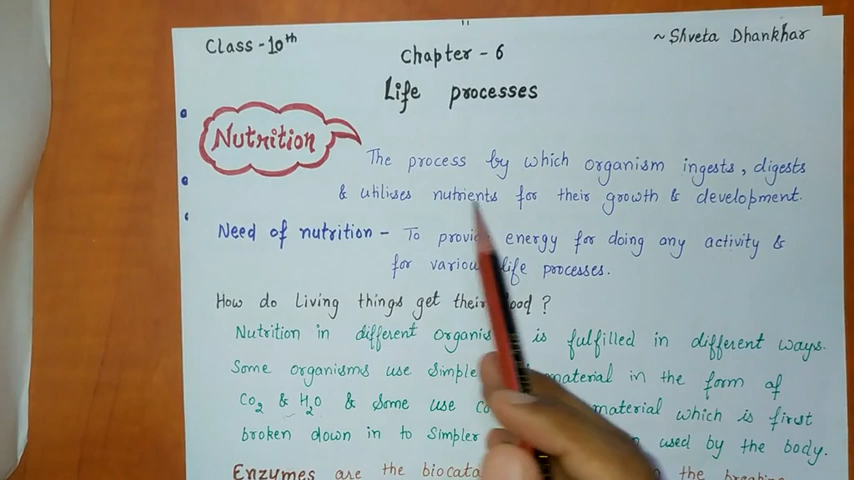 Class-10th
Chapter-6
~Shveta Dhankhar
Life processes
Nutrition
The process by which organism ingests, digests
& utilises nutrients for their growth & development.
Need of nutrition - To provi energy for doing any activity &
for variou life processes.
How do Living things get their ood?
Nutrition in different Organis is fulfilled in different ways.
Some organisms use Simple material in the form of
Co2 & H2O & Some use co material which is first
broken down in to Simpler used by the body.
Enzymes are the bioca the